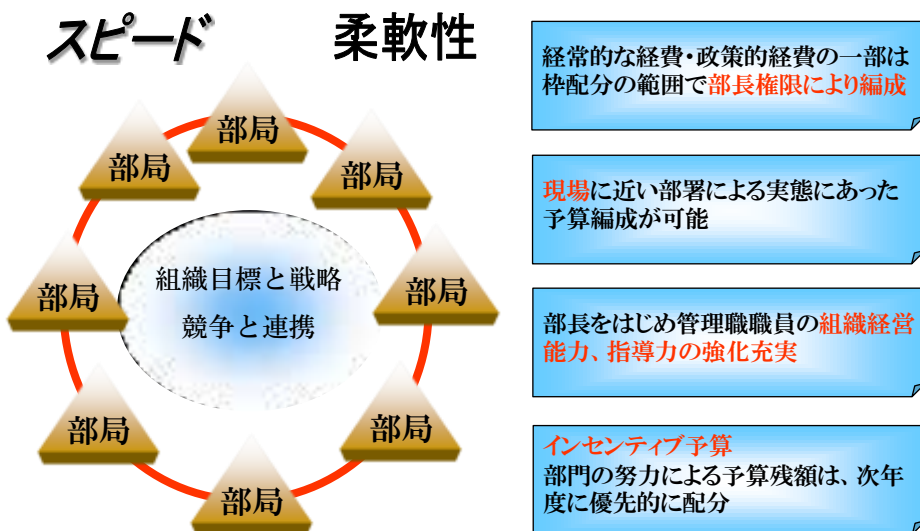 スピード 柔軟性
部局
部局
部局
部局
部局
部局
部局
部局
組織目標と戦略
競争と連携
経常的な経費・政策的経費の一部は
枠配分の範囲で部長権限により編成
現場に近い部署による実態にあった
予算編成が可能
部長をはじめ管理職職員の組織経営
能力、指導力の強化充実
インセンティブ予算
部門の努力による予算残額は、次年
度に優先的に配分